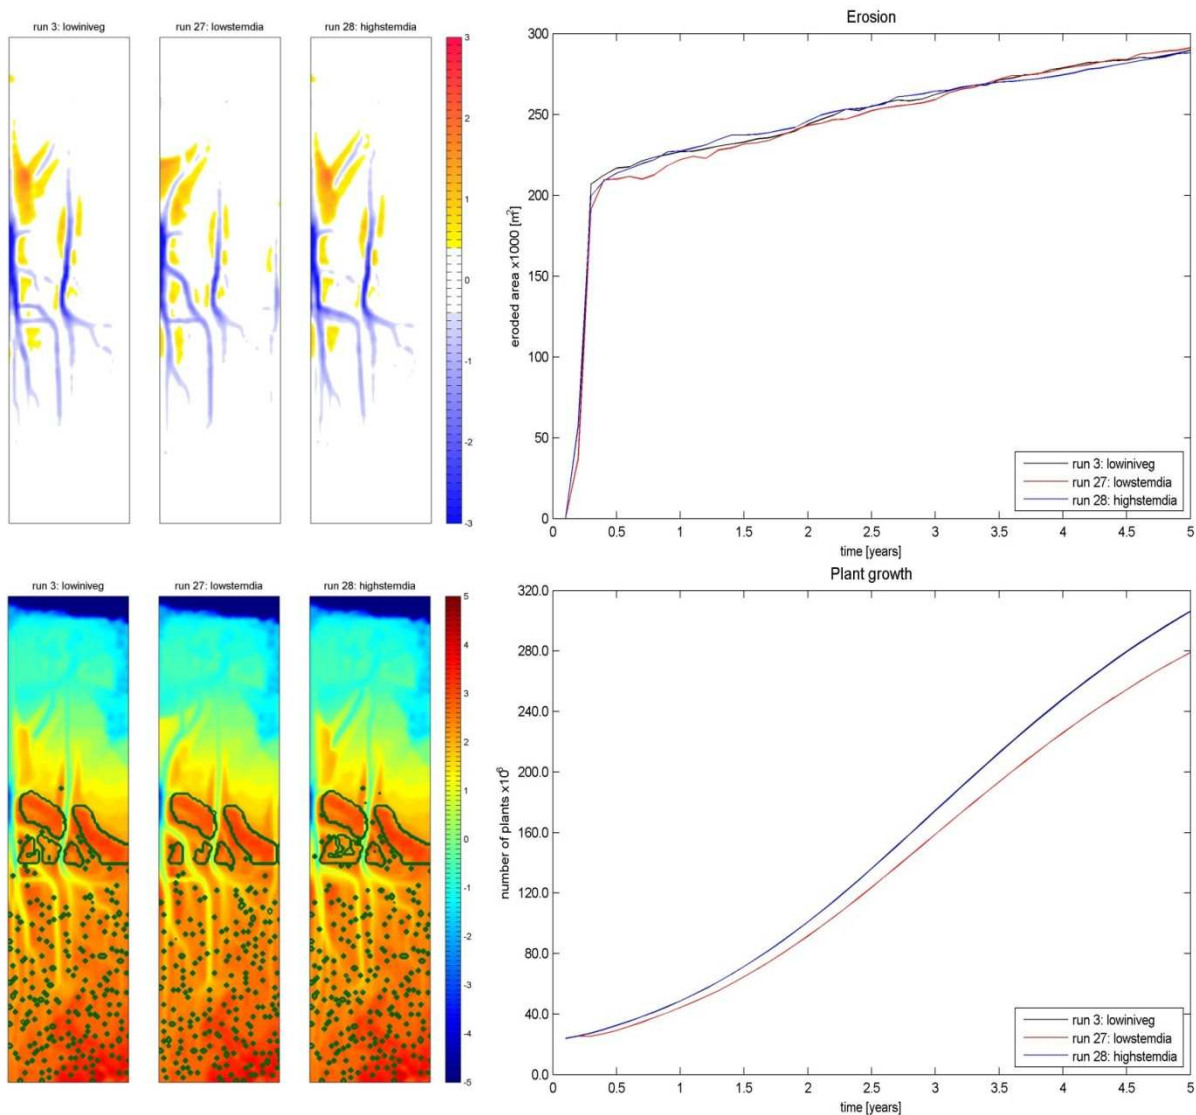 run 3: lowiniveg
run 27: lowstemdia
run 28: highstemdia
3
2
1
0
-1
-2
-3
Erosion
300
250
200
150
100
50
0
eroded area x1000 [m²]
0 0.5 1 1.5 2 2.5 3 3.5 4 4.5 5
time [years]
run 3: lowiniveg
run 27: lowstemdia
run 28: highstemdia
run 3: lowiniveg
run 27: lowstemdia
run 28: highstemdia
5
4
3
2
1
0
-1
-2
-3
-4
-5
Plant growth
320.0
280.0
240.0
200.0
160.0
120.0
80.0
40.0
0.0
number of plants x10⁶
0 0.5 1 1.5 2 2.5 3 3.5 4 4.5 5
time [years]
run 3: lowiniveg
run 27: lowstemdia
run 28: highstemdia